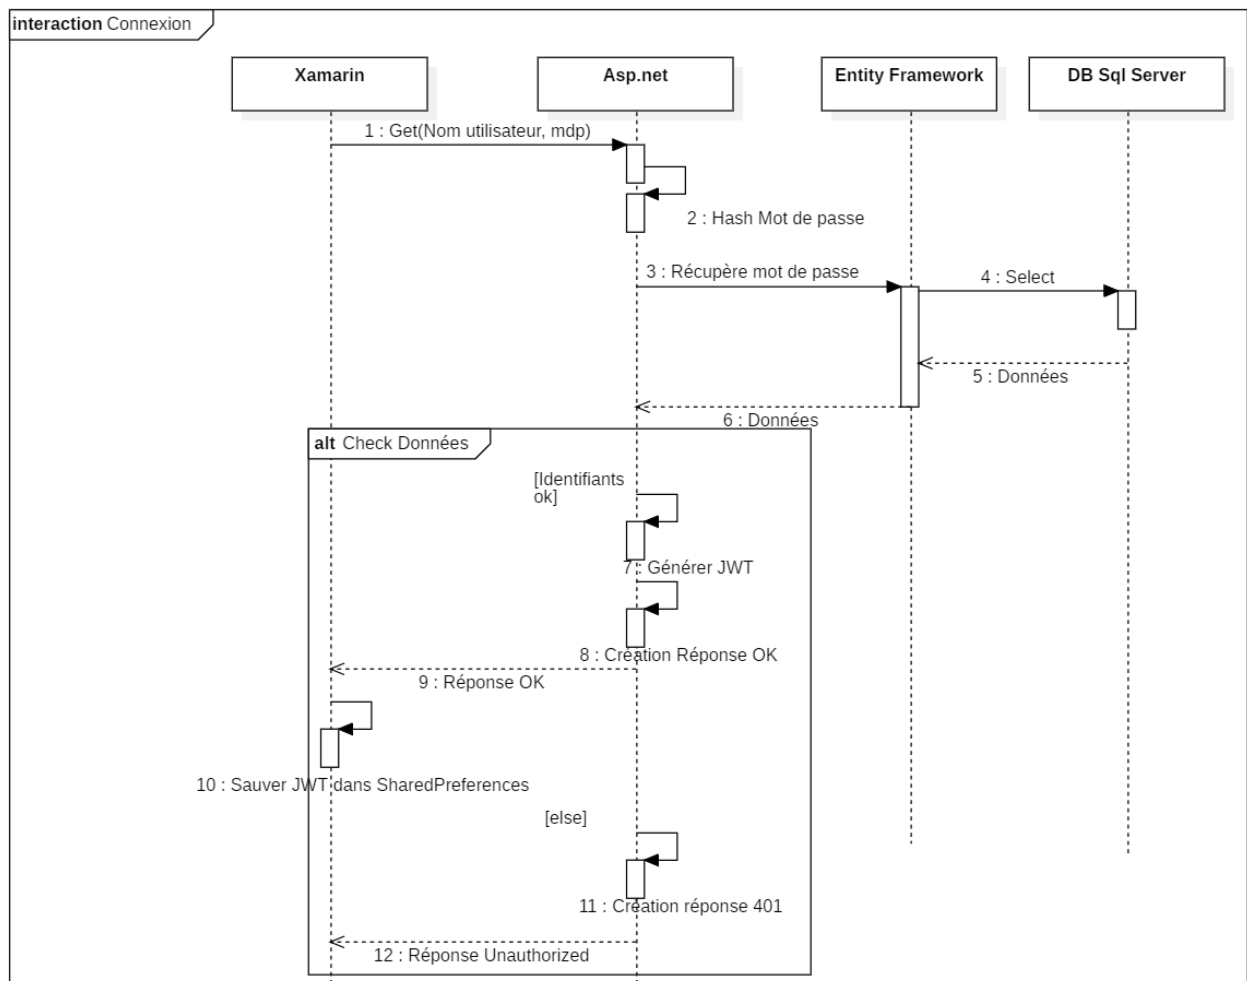 interaction Connexion
Xamarin
Asp.net
Entity Framework
DB Sql Server
1 : Get(Nom utilisateur, mdp)
2 : Hash Mot de passe
3 : Récupère mot de passe
4 : Select
5 : Données
6 : Données
alt Check Données
[Identifiants
ok]
7 : Générer JWT
8 : Création Réponse OK
9 : Réponse OK
10 : Sauver JWT dans SharedPreferences
[else]
11 : Création réponse 401
12 : Réponse Unauthorized